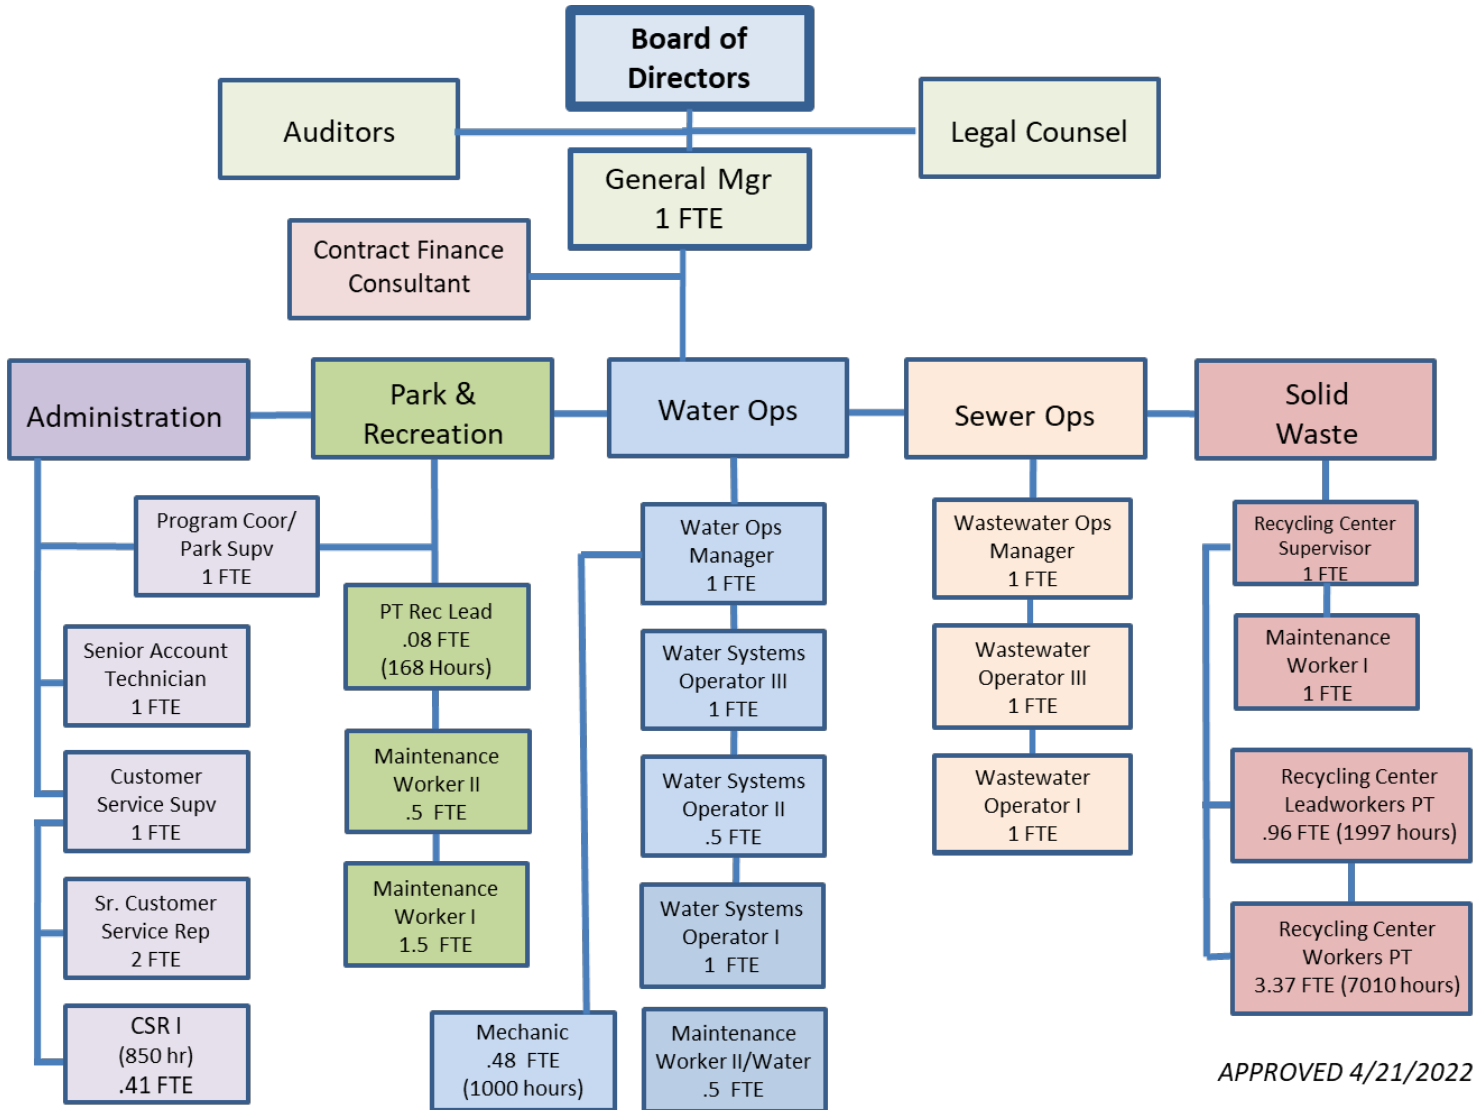 Board of
Directors
Auditors
Legal Counsel
General Mgr
1 FTE
Contract Finance
Consultant
Administration
Park &
Recreation
Water Ops
Sewer Ops
Solid
Waste
Program Coor/
Park Supv
1 FTE
Senior Account
Technician
1 FTE
Customer
Service Supv
1 FTE
Sr. Customer
Service Rep
2 FTE
CSR I
(850 hr)
.41 FTE
PT Rec Lead
.08 FTE
(168 Hours)
Maintenance
Worker II
.5 FTE
Maintenance
Worker I
1.5 FTE
Water Ops
Manager
1 FTE
Water Systems
Operator III
1 FTE
Water Systems
Operator II
.5 FTE
Water Systems
Operator I
1 FTE
Mechanic
.48 FTE
(1000 hours)
Maintenance
Worker II/Water
.5 FTE
Wastewater Ops
Manager
1 FTE
Wastewater
Operator III
1 FTE
Wastewater
Operator I
1 FTE
Recycling Center
Supervisor
1 FTE
Maintenance
Worker I
1 FTE
Recycling Center
Leadworkers PT
.96 FTE (1997 hours)
Recycling Center
Workers PT
3.37 FTE (7010 hours)
APPROVED 4/21/2022